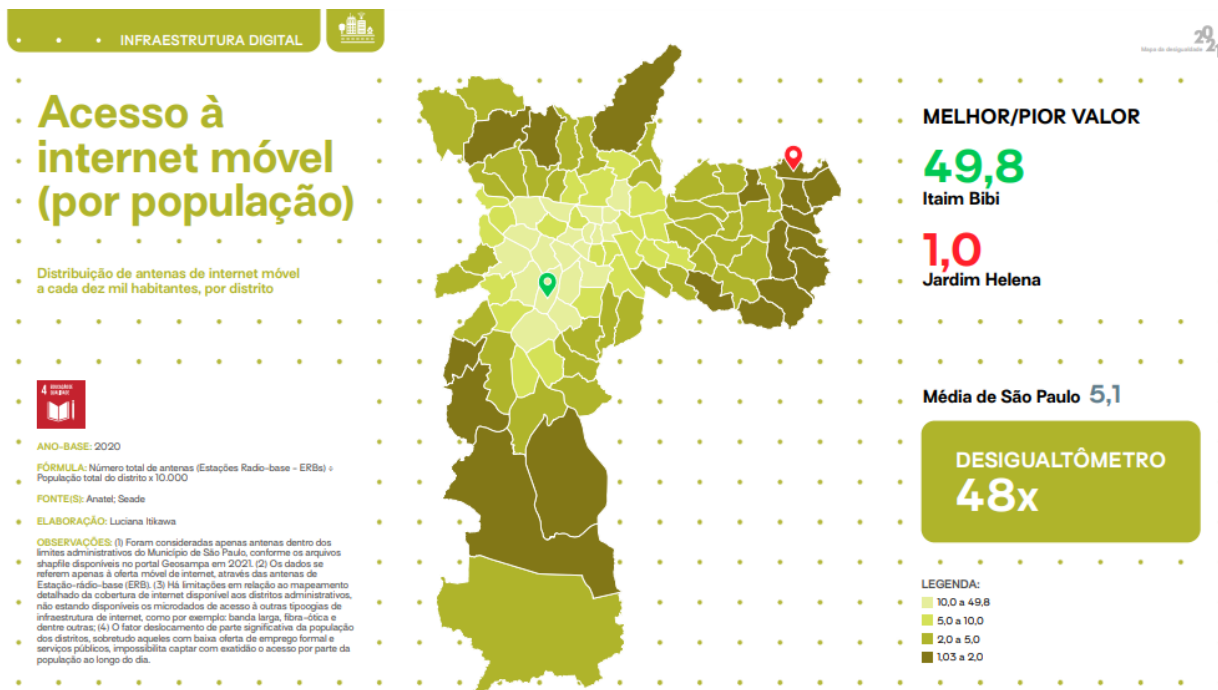 INFRAESTRUTURA DIGITAL
Mapa da desigualdade 2021
Acesso à
internet móvel
(por população)
Distribuição de antenas de internet móvel
a cada dez mil habitantes, por distrito
4 EDUCAÇÃO DE
QUALIDADE
ANO-BASE: 2020
FÓRMULA: Número total de antenas (Estações Radio-base - ERBs) ÷
População total do distrito x 10.000
FONTE(S): Anatel; Seade
ELABORAÇÃO: Luciana Itikawa
OBSERVAÇÕES: (1) Foram consideradas apenas antenas dentro dos
limites administrativos do Município de São Paulo, conforme os arquivos
shapfile disponíveis no portal Geosampa em 2021. (2) Os dados se
referem apenas à oferta móvel de internet, através das antenas de
Estação-rádio-base (ERB). (3) Há limitações em relação ao mapeamento
detalhado da cobertura de internet disponível aos distritos administrativos,
não estando disponíveis os microdados de acesso à outras tipoogias de
infraestrutura de internet, como por exemplo: banda larga, fibra-ótica e
dentre outras; (4) O fator deslocamento de parte significativa da população
dos distritos, sobretudo aqueles com baixa oferta de emprego formal e
serviços públicos, impossibilita captar com exatidão o acesso por parte da
população ao longo do dia.
MELHOR/PIOR VALOR
49,8
Itaim Bibi
1,0
Jardim Helena
Média de São Paulo 5,1
DESIGUALTÔMETRO
48x
LEGENDA:
10,0 a 49,8
5,0 a 10,0
2,0 a 5,0
1,03 a 2,0